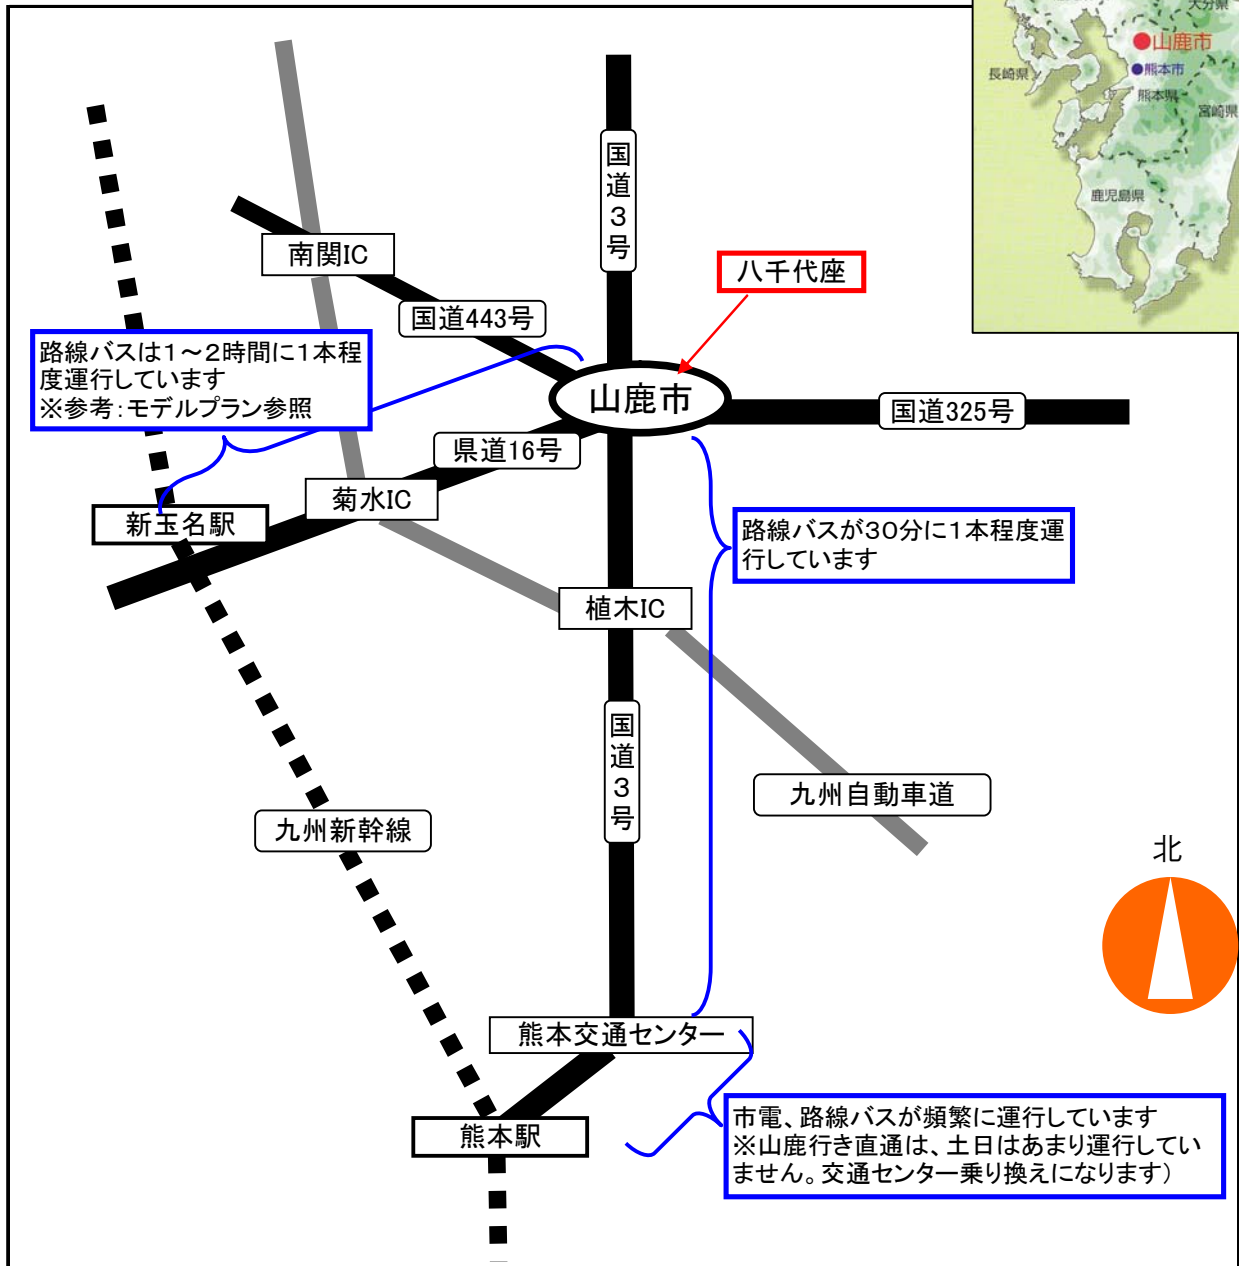 大分県
●山鹿市
●熊本市
長崎県
熊本県
宮崎県
鹿児島県
国道3号
南関IC
八千代座
国道443号
路線バスは1～2時間に1本程
度運行しています
※参考：モデルプラン参照
山鹿市
国道325号
県道16号
菊水IC
新玉名駅
路線バスが30分に1本程度運
行しています
植木IC
国道3号
九州自動車道
九州新幹線
北
熊本交通センター
熊本駅
市電、路線バスが頻繁に運行しています
※山鹿行き直通は、土日はあまり運行してい
ません。交通センター乗り換えになります）